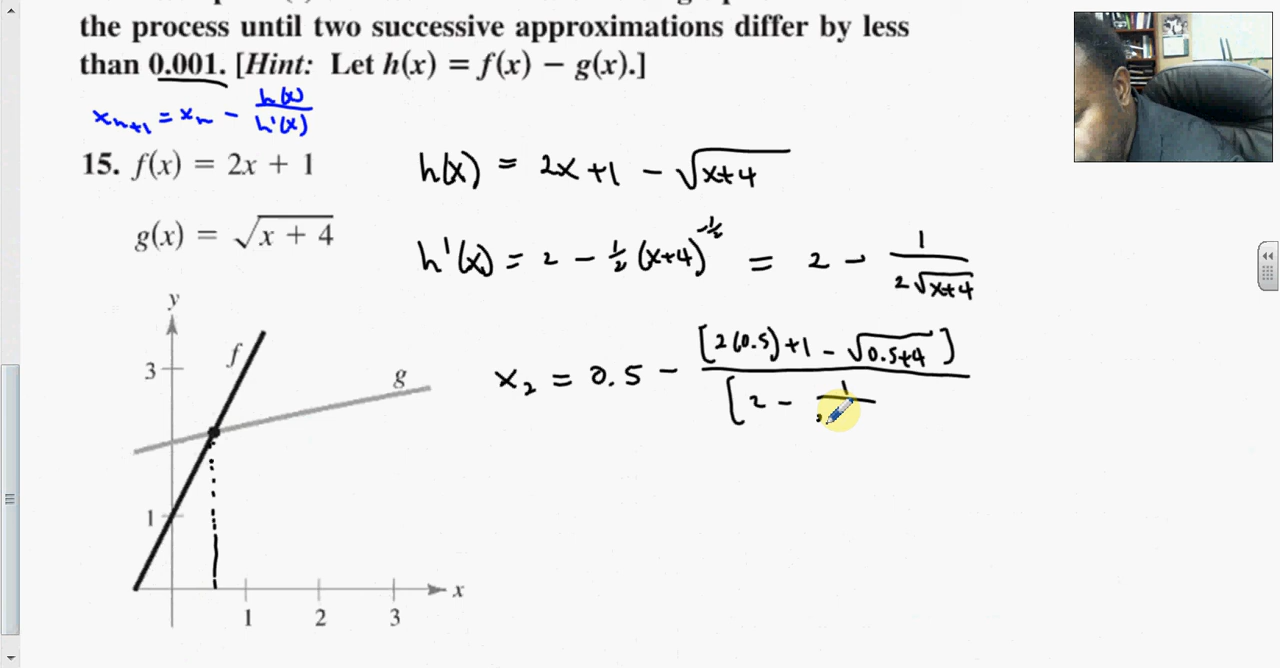 the process until two successive approximations differ by less
than 0.001. [Hint: Let h(x) = f(x) − g(x).]
xₙ₊₁ = xₙ − h(x)/h'(x)
15. f(x) = 2x + 1
h(x) = 2x + 1 − √(x+4)
g(x) = √(x + 4)
h'(x) = 2 − ½(x+4)^(-½) = 2 − 1/(2√(x+4))
x₂ = 0.5 − [2(0.5)+1 − √(0.5+4)]
[2 − 1/2
y
f
3
g
1
x
1 2 3